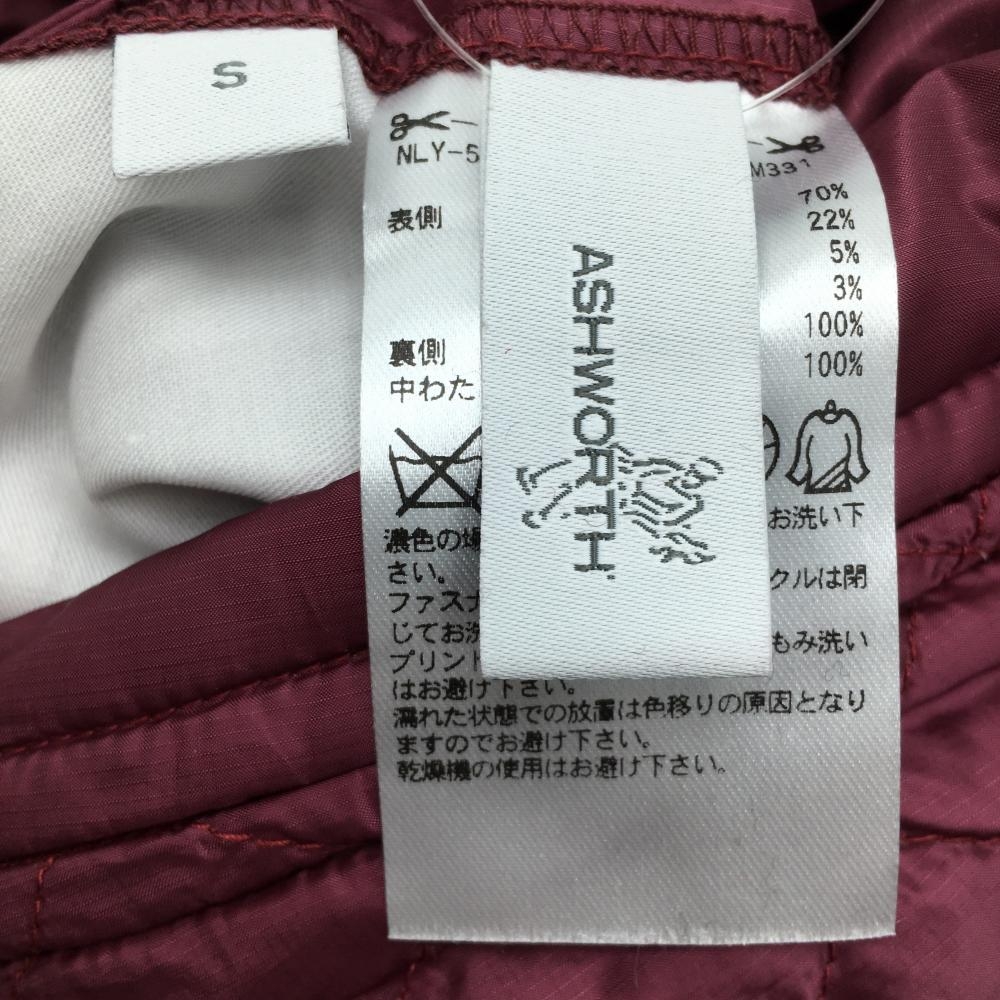 S
ASHWORTH
NLY-5
M331
70%
表側 22%
5%
3%
裏側 100%
中わた 100%
お洗い下
濃色の場
さい。
ファスナ クルは閉
じてお洗
プリント もみ洗い
はお避け下さい。
濡れた状態での放置は色移りの原因となり
ますのでお避け下さい。
乾燥機の使用はお避け下さい。